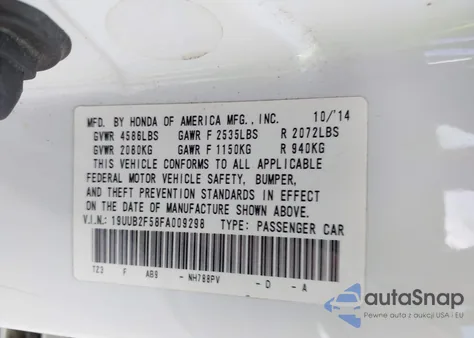 MFD. BY HONDA OF AMERICA MFG., INC. 10/'14
GVWR 4586LBS GAWR F 2535LBS R 2072LBS
GVWR 2080KG GAWR F 1150KG R 940KG
THIS VEHICLE CONFORMS TO ALL APPLICABLE
FEDERAL MOTOR VEHICLE SAFETY, BUMPER,
AND THEFT PREVENTION STANDARDS IN EFFECT
ON THE DATE OF MANUFACTURE SHOWN ABOVE.
V.I.N.: 19UUB2F58FA009298 TYPE: PASSENGER CAR
TZ3 F AB9 - NH788PV - D - A
autoSnap
Pewne auta z USA i EU